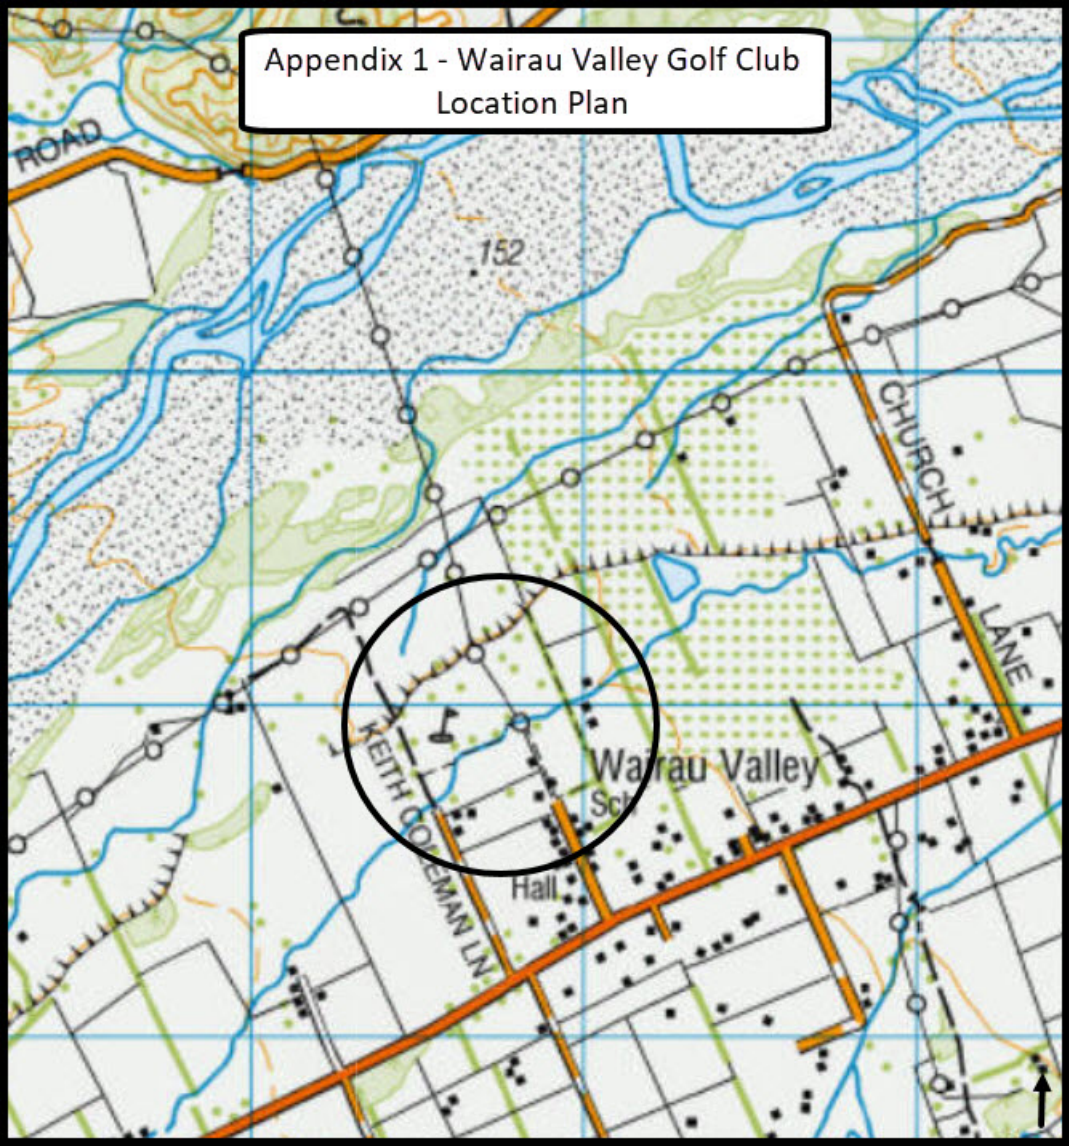 Appendix 1 - Wairau Valley Golf Club
Location Plan
ROAD
152
CHURCH
LANE
KEITH COLEMAN LN
Wairau Valley
Sch
Hall